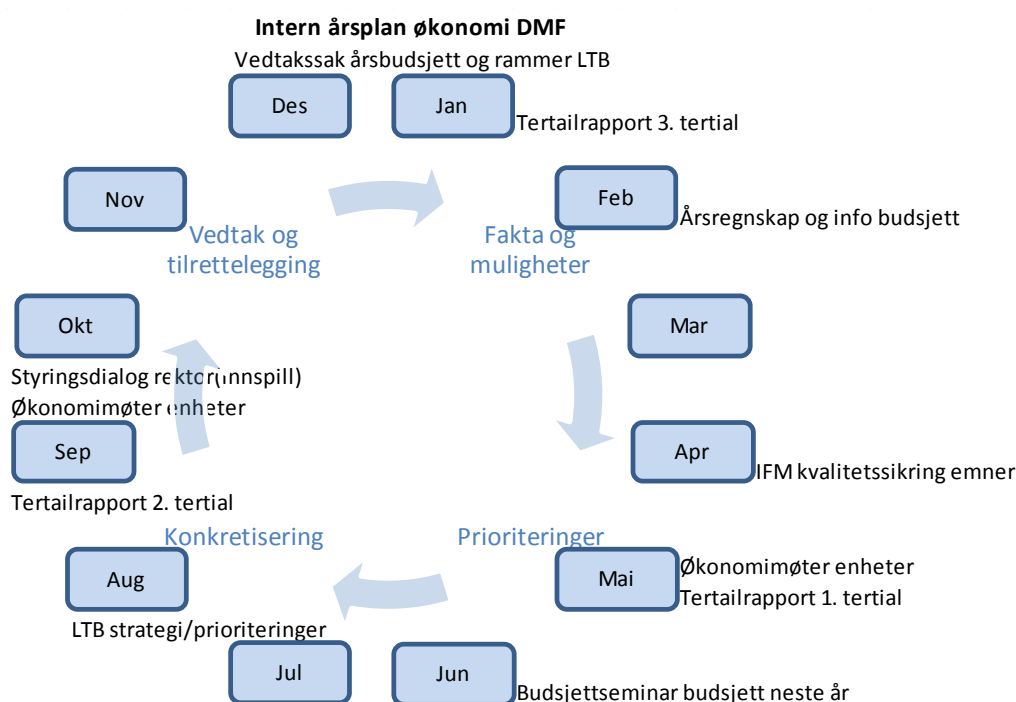 Intern årsplan økonomi DMF
Vedtakssak årsbudsjett og rammer LTB
Des
Jan
Tertailrapport 3. tertial
Nov
Feb
Årsregnskap og info budsjett
Vedtak og
tilrettelegging
Fakta og
muligheter
Okt
Mar
Styringsdialog rektor(innspill)
Økonomimøter enheter
Sep
Apr
IFM kvalitetssikring emner
Tertailrapport 2. tertial
Konkretisering
Prioriteringer
Aug
Mai
Økonomimøter enheter
Tertailrapport 1. tertial
LTB strategi/prioriteringer
Jul
Jun
Budsjettseminar budsjett neste år